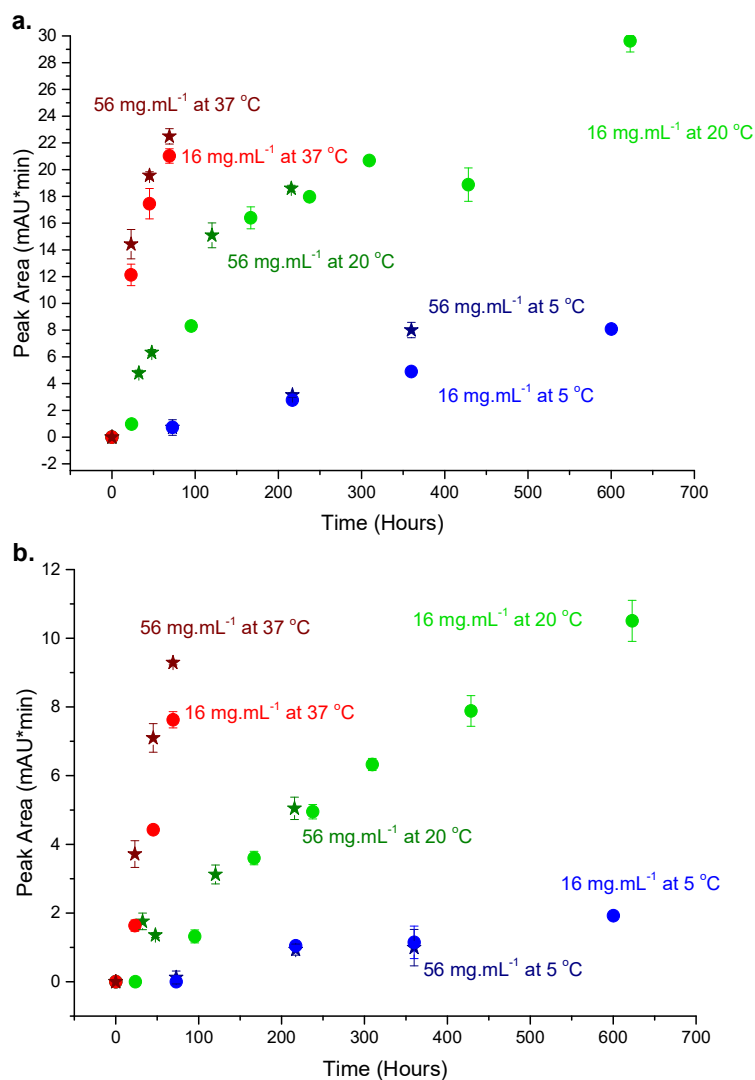 a.
30
28
26
24
22
20
18
16
14
12
10
8
6
4
2
0
-2
Peak Area (mAU*min)
56 mg.mL⁻¹ at 37 °C
16 mg.mL⁻¹ at 37 °C
16 mg.mL⁻¹ at 20 °C
56 mg.mL⁻¹ at 20 °C
56 mg.mL⁻¹ at 5 °C
16 mg.mL⁻¹ at 5 °C
0 100 200 300 400 500 600 700
Time (Hours)
b.
12
10
8
6
4
2
0
Peak Area (mAU*min)
56 mg.mL⁻¹ at 37 °C
16 mg.mL⁻¹ at 20 °C
16 mg.mL⁻¹ at 37 °C
56 mg.mL⁻¹ at 20 °C
16 mg.mL⁻¹ at 5 °C
56 mg.mL⁻¹ at 5 °C
0 100 200 300 400 500 600 700
Time (Hours)